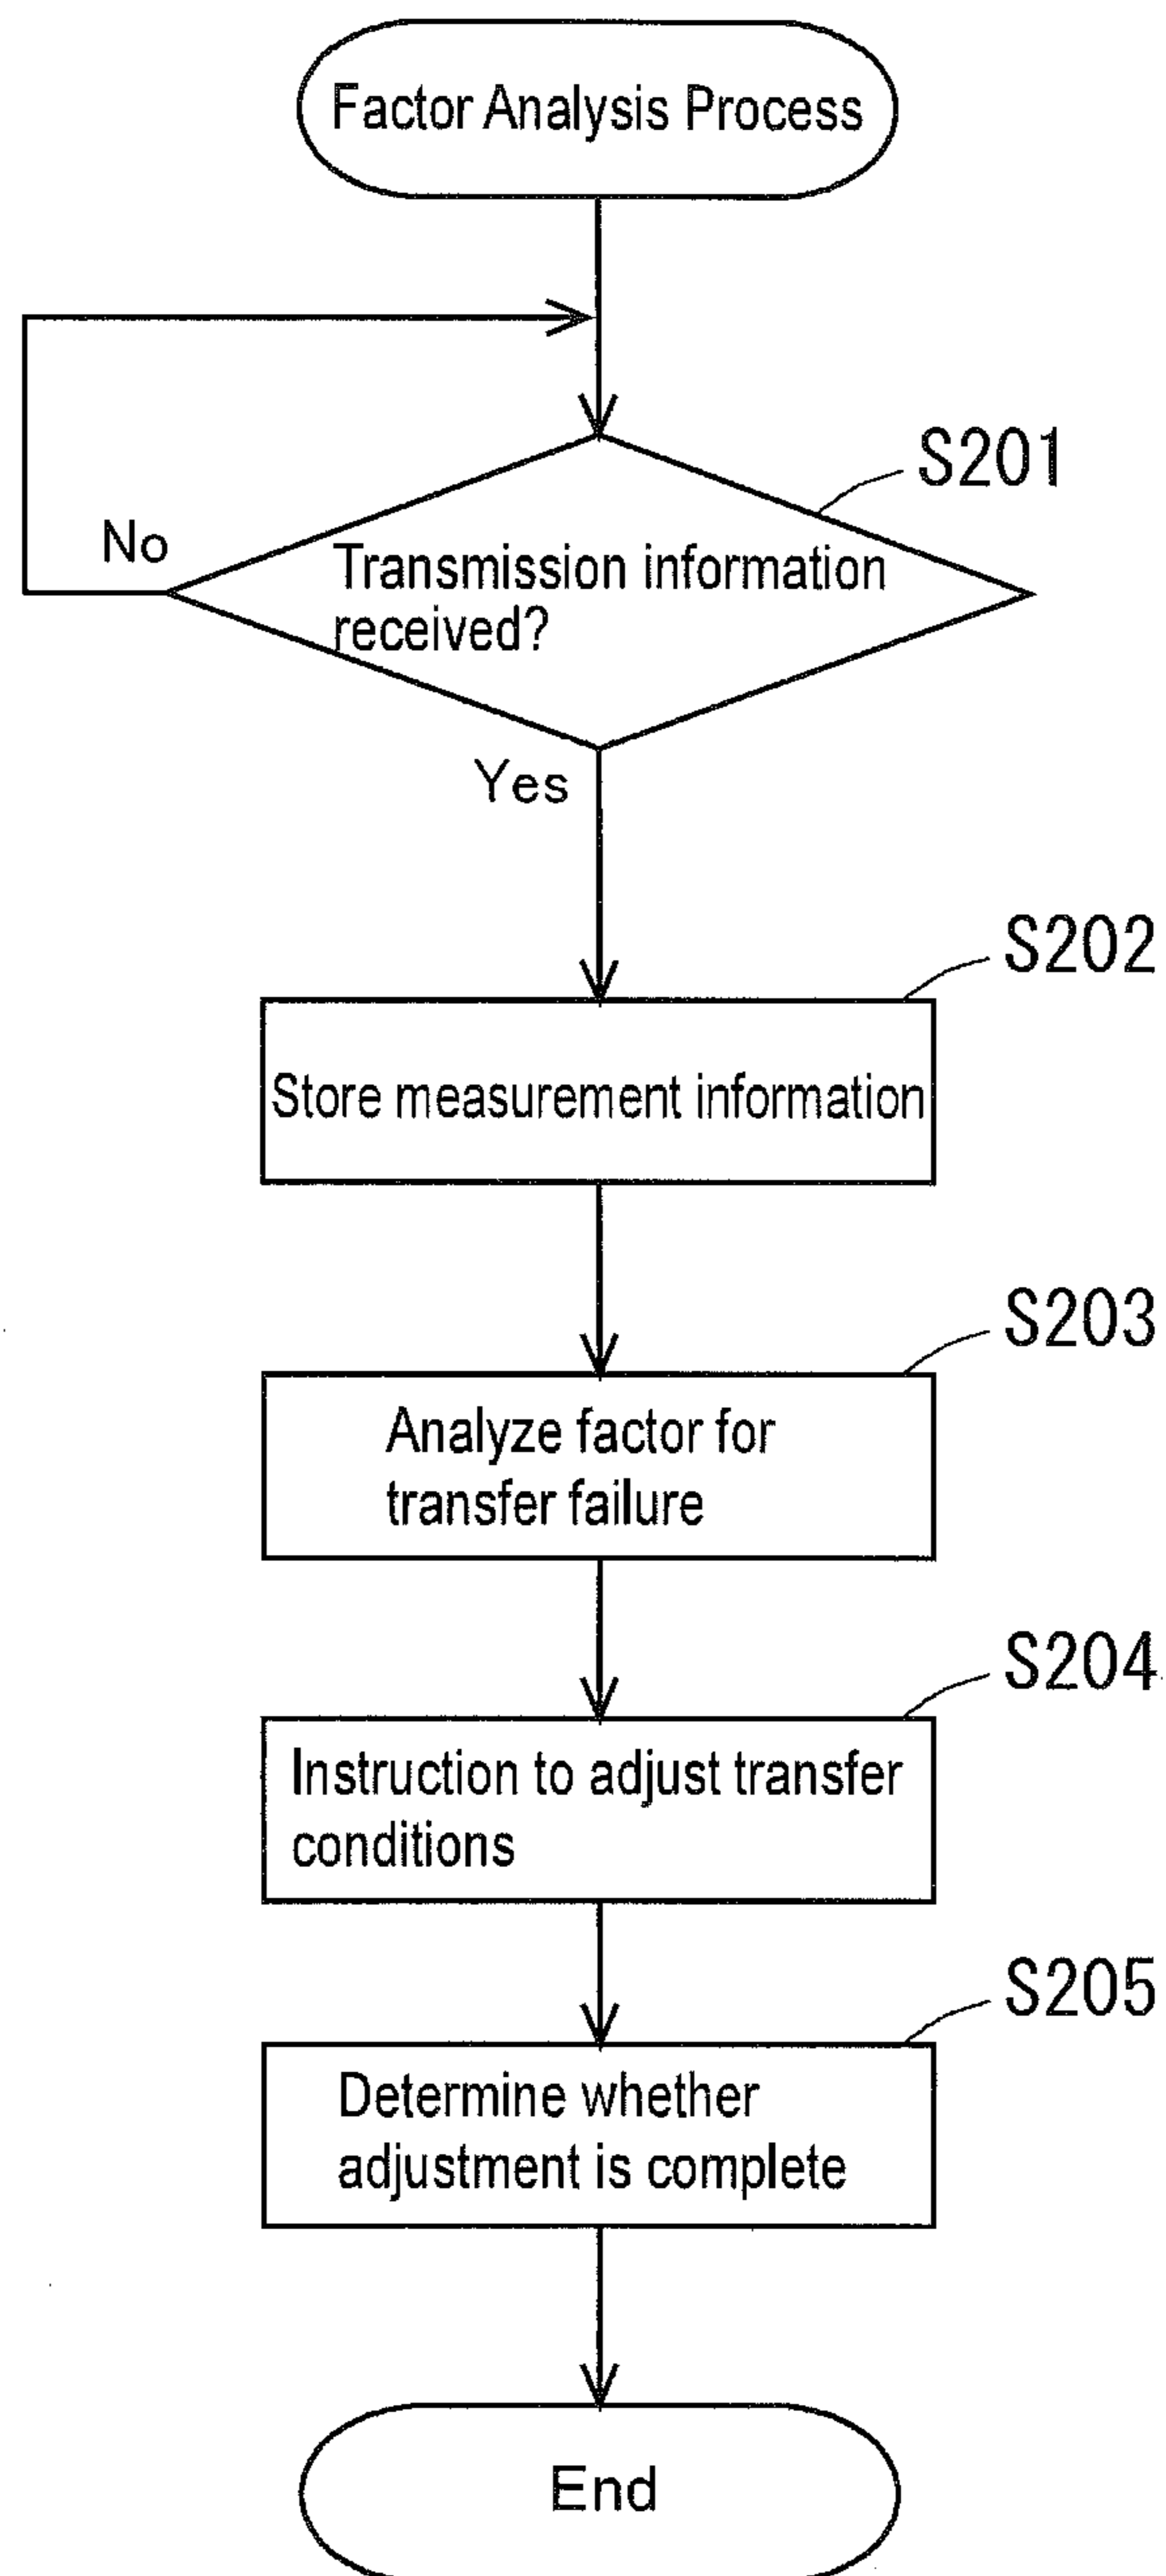 Factor Analysis Process
S201
No
Transmission information
received?
Yes
S202
Store measurement information
S203
Analyze factor for
transfer failure
S204
Instruction to adjust transfer
conditions
S205
Determine whether
adjustment is complete
End